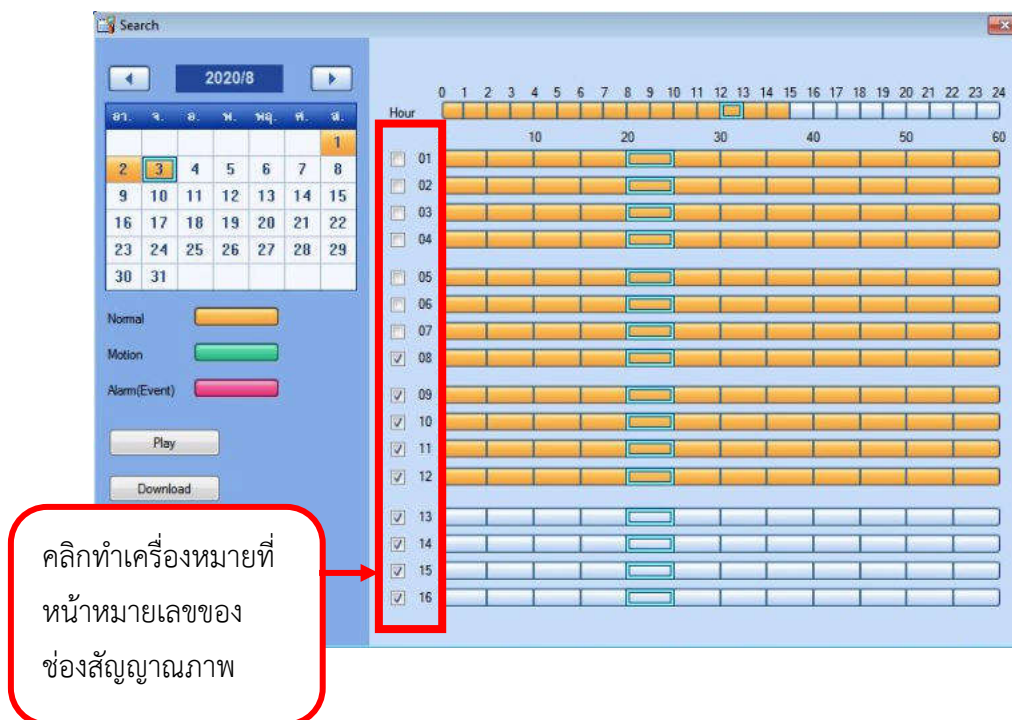 Search
2020/8
อา. จ. อ. พ. พฤ. ศ. ส.
1
2 3 4 5 6 7 8
9 10 11 12 13 14 15
16 17 18 19 20 21 22
23 24 25 26 27 28 29
30 31
Normal
Motion
Alarm(Event)
Play
Download
0 1 2 3 4 5 6 7 8 9 10 11 12 13 14 15 16 17 18 19 20 21 22 23 24
Hour
10 20 30 40 50 60
01
02
03
04
05
06
07
08
09
10
11
12
13
14
15
16
คลิกทำเครื่องหมายที่
หน้าหมายเลขของ
ช่องสัญญาณภาพ